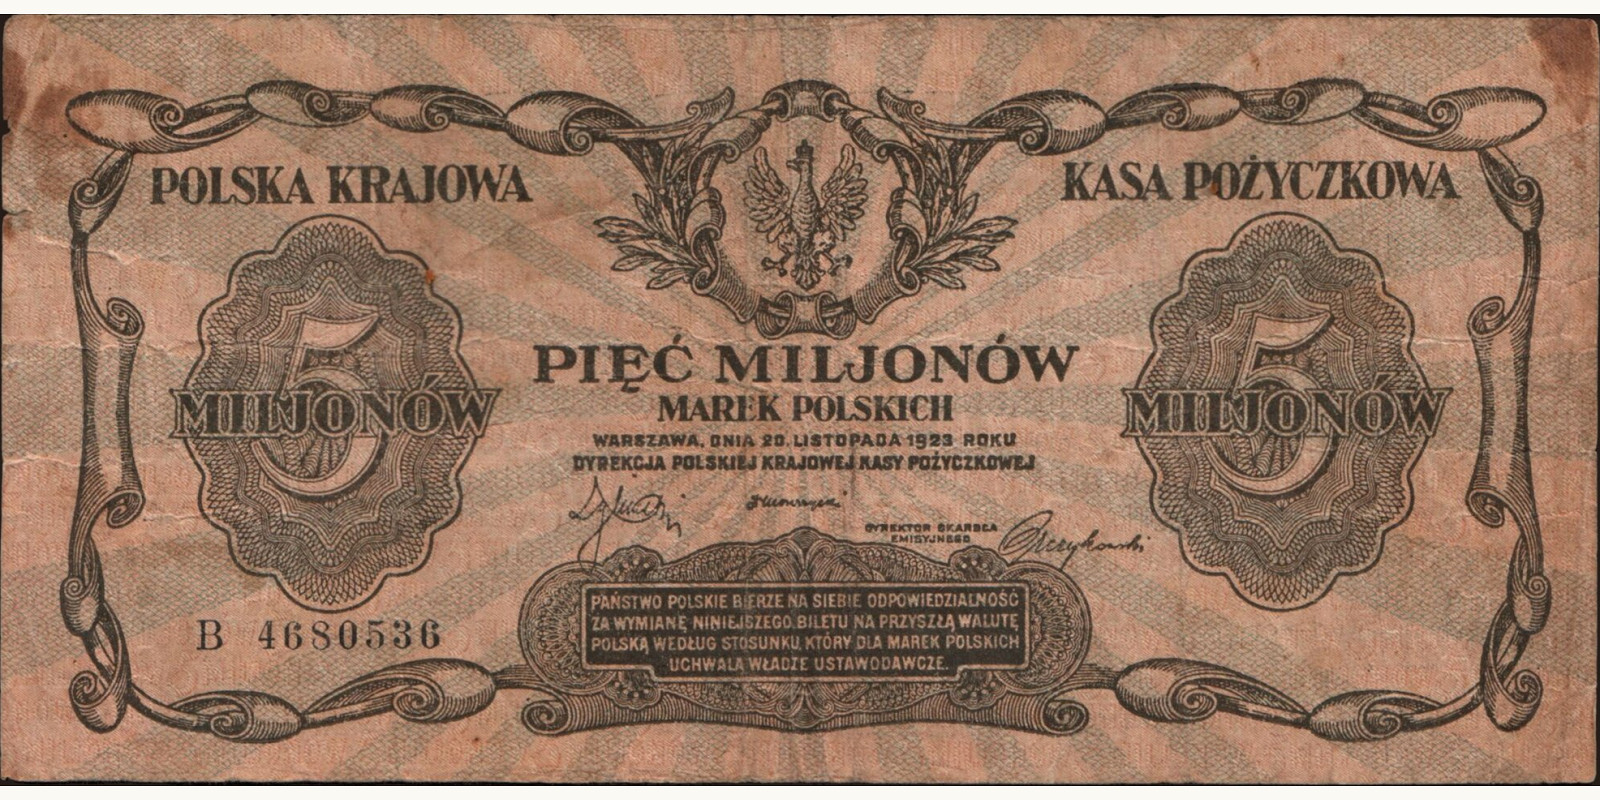 POLSKA KRAJOWA KASA POŻYCZKOWA
5 MILJONÓW
5 MILJONÓW
PIĘĆ MILJONÓW
MAREK POLSKICH
WARSZAWA, DNIA 20. LISTOPADA 1923 ROKU
DYREKCJA POLSKIEJ KRAJOWEJ KASY POŻYCZKOWEJ
DYREKTOR SKARBCA
EMISYJNEGO
PAŃSTWO POLSKIE BIERZE NA SIEBIE ODPOWIEDZIALNOŚĆ
ZA WYMIANĘ NINIEJSZEGO BILETU NA PRZYSZŁĄ WALUTĘ
POLSKĄ WEDŁUG STOSUNKU, KTÓRY DLA MAREK POLSKICH
UCHWALĄ WŁADZE USTAWODAWCZE.
B 4680536